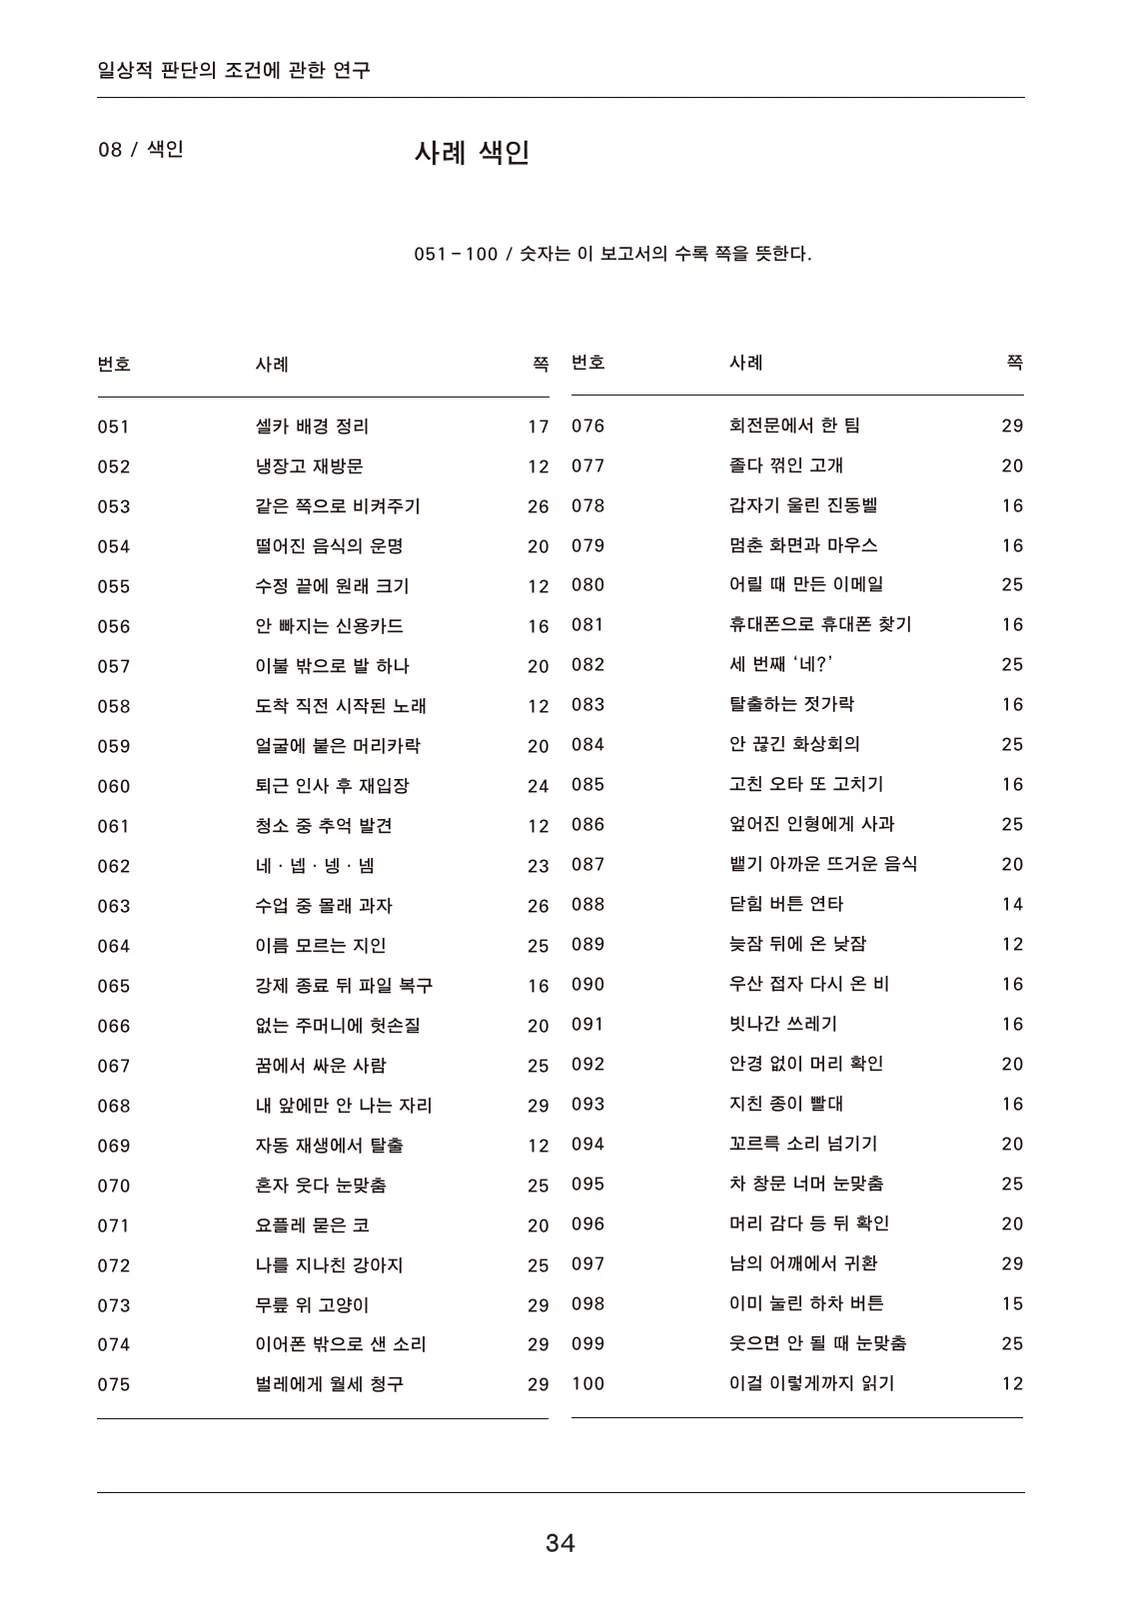 일상적 판단의 조건에 관한 연구
08 / 색인
사례 색인
051 – 100 / 숫자는 이 보고서의 수록 쪽을 뜻한다.
번호 사례 쪽
051 셀카 배경 정리 17
052 냉장고 재방문 12
053 같은 쪽으로 비켜주기 26
054 떨어진 음식의 운명 20
055 수정 끝에 원래 크기 12
056 안 빠지는 신용카드 16
057 이불 밖으로 발 하나 20
058 도착 직전 시작된 노래 12
059 얼굴에 붙은 머리카락 20
060 퇴근 인사 후 재입장 24
061 청소 중 추억 발견 12
062 네 · 넵 · 넹 · 넴 23
063 수업 중 몰래 과자 26
064 이름 모르는 지인 25
065 강제 종료 뒤 파일 복구 16
066 없는 주머니에 헛손질 20
067 꿈에서 싸운 사람 25
068 내 앞에만 안 나는 자리 29
069 자동 재생에서 탈출 12
070 혼자 웃다 눈맞춤 25
071 요플레 묻은 코 20
072 나를 지나친 강아지 25
073 무릎 위 고양이 29
074 이어폰 밖으로 샌 소리 29
075 벌레에게 월세 청구 29
번호 사례 쪽
076 회전문에서 한 팀 29
077 졸다 꺾인 고개 20
078 갑자기 울린 진동벨 16
079 멈춘 화면과 마우스 16
080 어릴 때 만든 이메일 25
081 휴대폰으로 휴대폰 찾기 16
082 세 번째 ‘네?’ 25
083 탈출하는 젓가락 16
084 안 끊긴 화상회의 25
085 고친 오타 또 고치기 16
086 엎어진 인형에게 사과 25
087 뱉기 아까운 뜨거운 음식 20
088 닫힘 버튼 연타 14
089 늦잠 뒤에 온 낮잠 12
090 우산 접자 다시 온 비 16
091 빗나간 쓰레기 16
092 안경 없이 머리 확인 20
093 지친 종이 빨대 16
094 꼬르륵 소리 넘기기 20
095 차 창문 너머 눈맞춤 25
096 머리 감다 등 뒤 확인 20
097 남의 어깨에서 귀환 29
098 이미 눌린 하차 버튼 15
099 웃으면 안 될 때 눈맞춤 25
100 이걸 이렇게까지 읽기 12
34